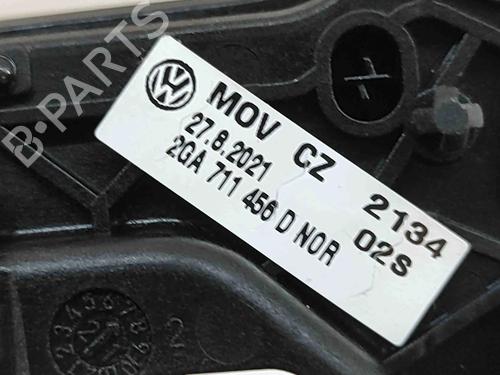 B-PARTS
MOV CZ 2134
27.8.2021 02S
2GA 711 456 D NOR